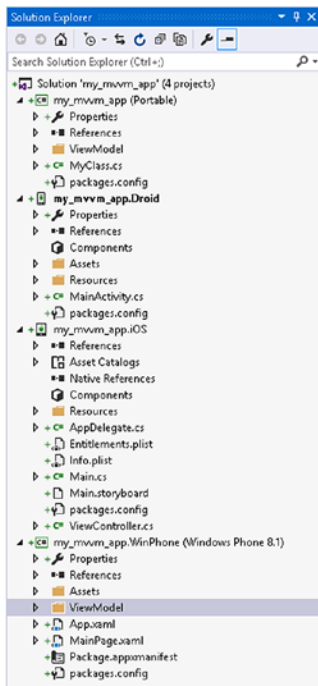 Solution Explorer
Search Solution Explorer (Ctrl+;)
Solution 'my_mvvm_app' (4 projects)
my_mvvm_app (Portable)
Properties
References
ViewModel
MyClass.cs
packages.config
my_mvvm_app.Droid
Properties
References
Components
Assets
Resources
MainActivity.cs
packages.config
my_mvvm_app.iOS
References
Asset Catalogs
Native References
Components
Resources
AppDelegate.cs
Entitlements.plist
Info.plist
Main.cs
Main.storyboard
packages.config
ViewController.cs
my_mvvm_app.WinPhone (Windows Phone 8.1)
Properties
References
Assets
ViewModel
App.xaml
MainPage.xaml
Package.appxmanifest
packages.config